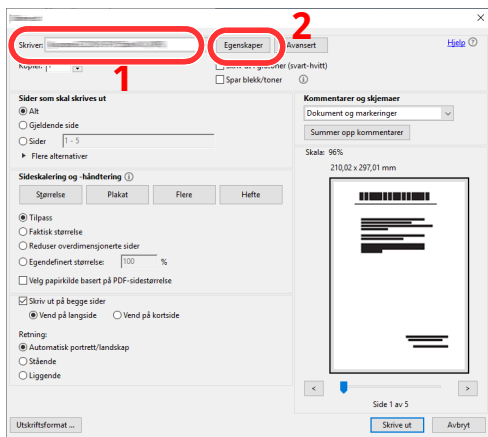 2
Skriver:
Egenskaper
Avansert
Hjelp
1
Kopier:
(svart-hvitt)
Spar blekk/toner
Sider som skal skrives ut
Alt
Gjeldende side
Sider 1 - 5
Flere alternativer
Sideskalering og -håndtering
Størrelse
Plakat
Flere
Hefte
Tilpass
Faktisk størrelse
Reduser overdimensjonerte sider
Egendefinert størrelse: 100 %
Velg papirkilde basert på PDF-sidestørrelse
Skriv ut på begge sider
Vend på langside
Vend på kortside
Retning:
Automatisk portrett/landskap
Stående
Liggende
Kommentarer og skjemaer
Dokument og markeringer
Summer opp kommentarer
Skala: 96%
210,02 x 297,01 mm
<
>
Side 1 av 5
Utskriftsformat ...
Skrive ut
Avbryt